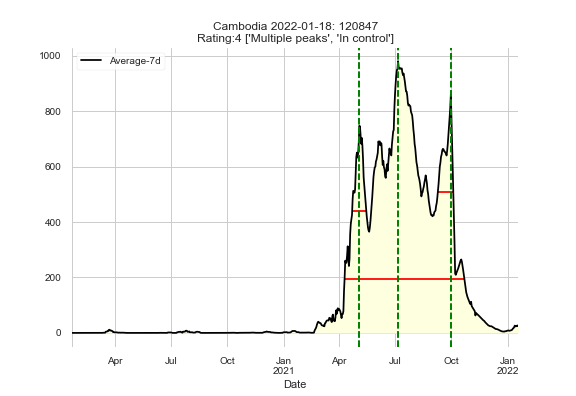 Cambodia 2022-01-18: 120847
Rating:4 ['Multiple peaks', 'In control']
Average-7d
1000
800
600
400
200
0
Apr Jul Oct Jan Apr Jul Oct Jan
2021 2022
Date